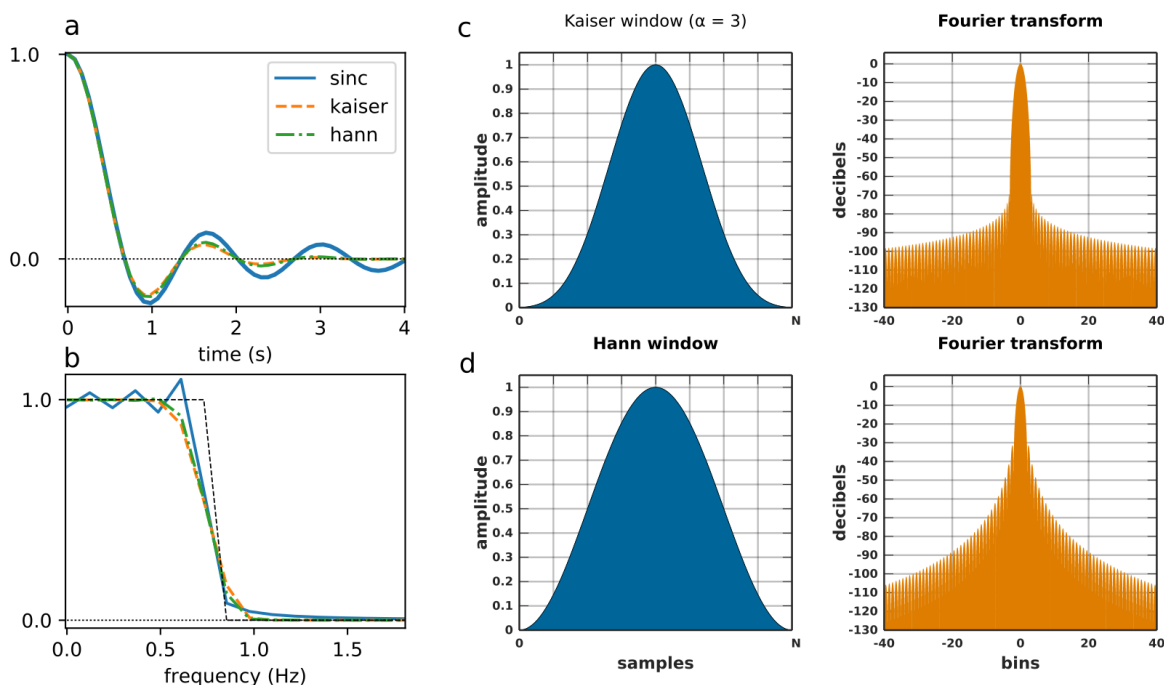 a
1.0
0.0
sinc
kaiser
hann
0 1 2 3 4
time (s)
b
1.0
0.0
0.0 0.5 1.0 1.5
frequency (Hz)
c
Kaiser window (α = 3)
amplitude
1
0.9
0.8
0.7
0.6
0.5
0.4
0.3
0.2
0.1
0
0 N
Fourier transform
decibels
0
-10
-20
-30
-40
-50
-60
-70
-80
-90
-100
-110
-120
-130
-40 -20 0 20 40
d
Hann window
amplitude
1
0.9
0.8
0.7
0.6
0.5
0.4
0.3
0.2
0.1
0
0 N
samples
Fourier transform
decibels
0
-10
-20
-30
-40
-50
-60
-70
-80
-90
-100
-110
-120
-130
-40 -20 0 20 40
bins